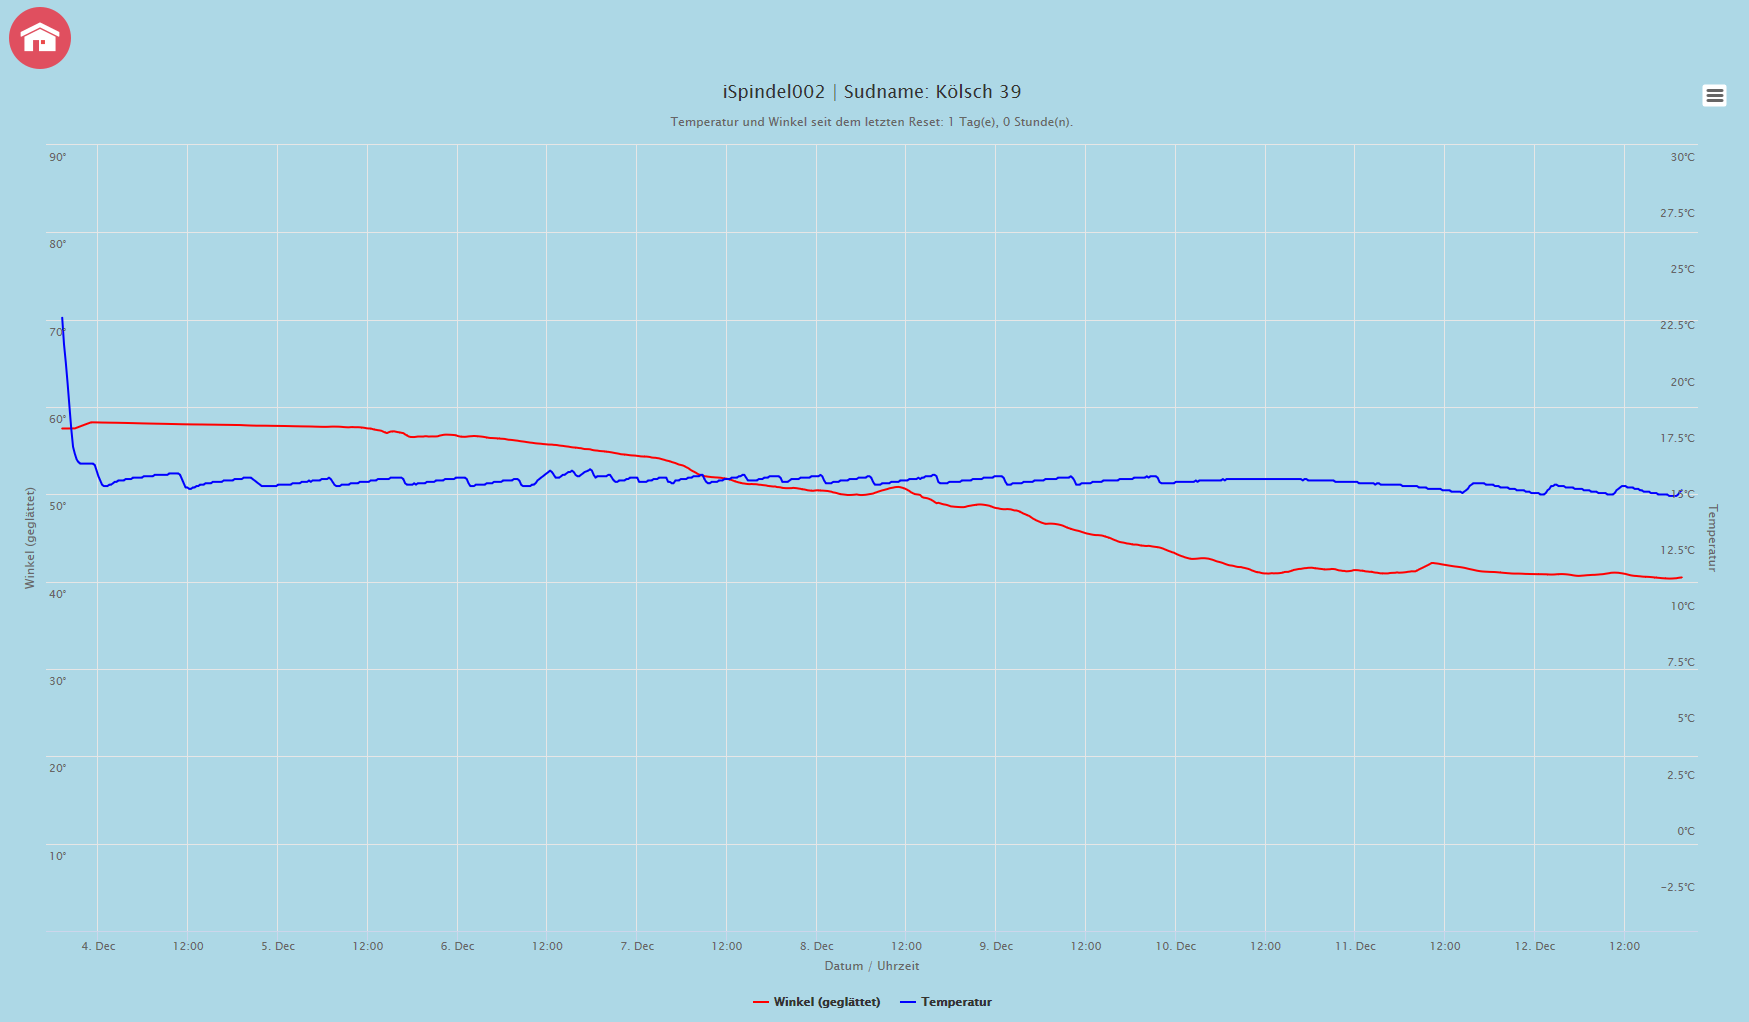 iSpindel002 | Sudname: Kölsch 39
Temperatur und Winkel seit dem letzten Reset: 1 Tag(e), 0 Stunde(n).
90°
80°
70°
60°
50°
40°
30°
20°
10°
Winkel (geglättet)
30°C
27.5°C
25°C
22.5°C
20°C
17.5°C
15°C
12.5°C
10°C
7.5°C
5°C
2.5°C
0°C
−2.5°C
Temperatur
4. Dec 12:00 5. Dec 12:00 6. Dec 12:00 7. Dec 12:00 8. Dec 12:00 9. Dec 12:00 10. Dec 12:00 11. Dec 12:00 12. Dec 12:00
Datum / Uhrzeit
Winkel (geglättet) Temperatur